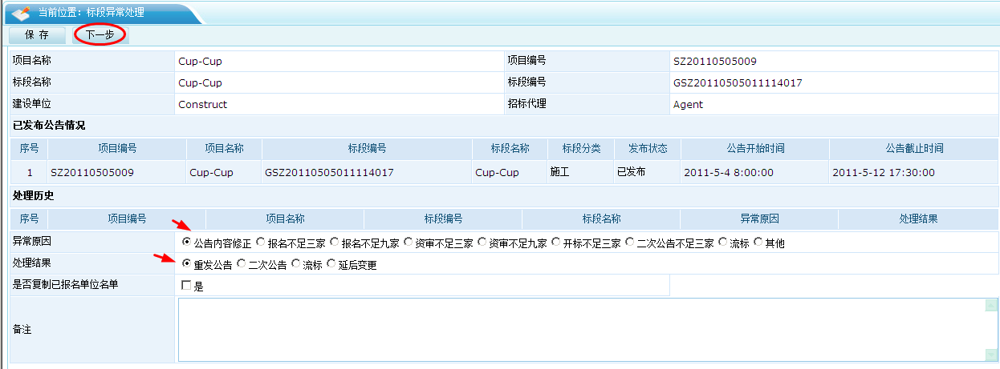 当前位置：标段异常处理
保 存 下一步
项目名称 Cup-Cup 项目编号 SZ20110505009
标段名称 Cup-Cup 标段编号 GSZ20110505011114017
建设单位 Construct 招标代理 Agent
已发布公告情况
序号 项目编号 项目名称 标段编号 标段名称 标段分类 发布状态 公告开始时间 公告截止时间
1 SZ20110505009 Cup-Cup GSZ20110505011114017 Cup-Cup 施工 已发布 2011-5-4 8:00:00 2011-5-12 17:30:00
处理历史
序号 项目编号 项目名称 标段编号 标段名称 异常原因 处理结果
异常原因 公告内容修正 报名不足三家 报名不足九家 资审不足三家 资审不足九家 开标不足三家 二次公告不足三家 流标 其他
处理结果 重发公告 二次公告 流标 延后变更
是否复制已报名单位名单 是
备注